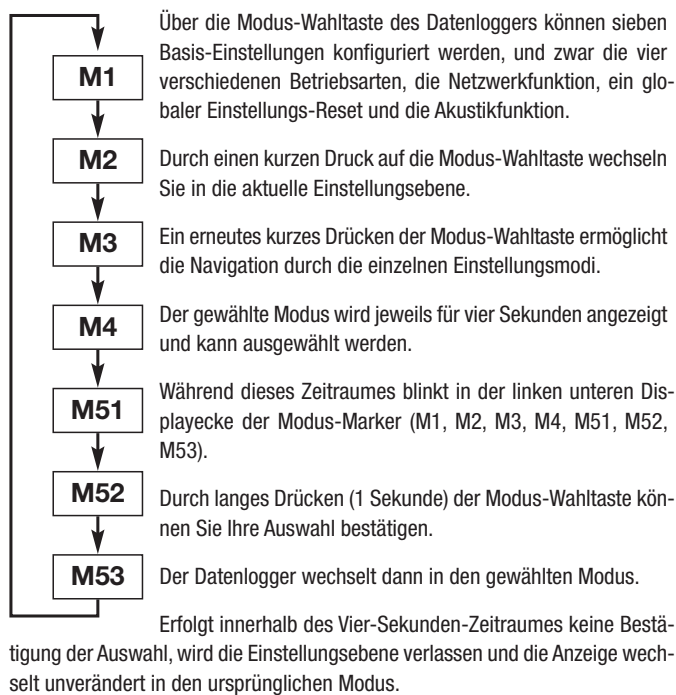 Über die Modus-Wahltaste des Datenloggers können sieben
Basis-Einstellungen konfiguriert werden, und zwar die vier
verschiedenen Betriebsarten, die Netzwerkfunktion, ein glo-
baler Einstellungs-Reset und die Akustikfunktion.
M1
M2
Durch einen kurzen Druck auf die Modus-Wahltaste wechseln
Sie in die aktuelle Einstellungsebene.
M3
Ein erneutes kurzes Drücken der Modus-Wahltaste ermöglicht
die Navigation durch die einzelnen Einstellungsmodi.
M4
Der gewählte Modus wird jeweils für vier Sekunden angezeigt
und kann ausgewählt werden.
M51
Während dieses Zeitraumes blinkt in der linken unteren Dis-
playecke der Modus-Marker (M1, M2, M3, M4, M51, M52,
M53).
M52
Durch langes Drücken (1 Sekunde) der Modus-Wahltaste kön-
nen Sie Ihre Auswahl bestätigen.
M53
Der Datenlogger wechselt dann in den gewählten Modus.
Erfolgt innerhalb des Vier-Sekunden-Zeitraumes keine Bestä-
tigung der Auswahl, wird die Einstellungsebene verlassen und die Anzeige wech-
selt unverändert in den ursprünglichen Modus.